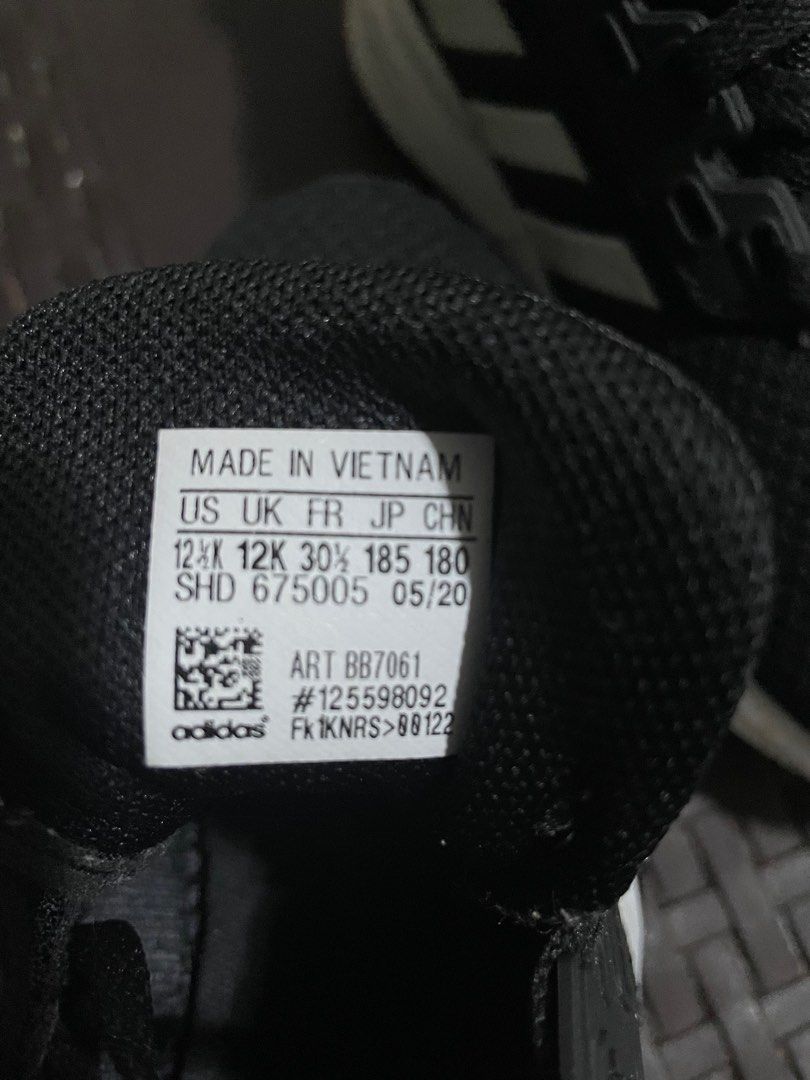 MADE IN VIETNAM
US UK FR JP CHN
12½K 12K 30½ 185 180
SHD 675005 05/20
ART BB7061
#125598092
adidas® Fk1KNRS>00122